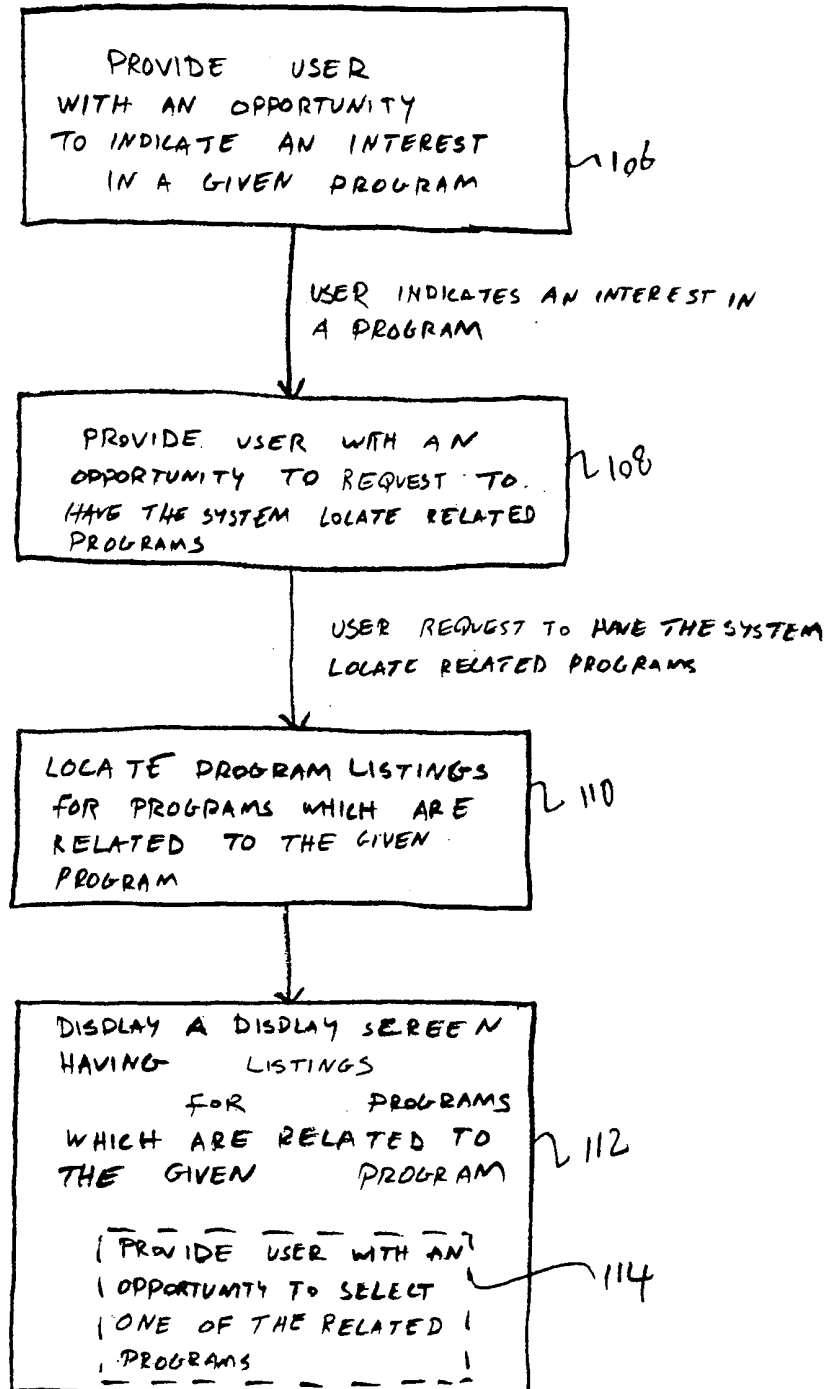 PROVIDE USER
WITH AN OPPORTUNITY
TO INDICATE AN INTEREST
IN A GIVEN PROGRAM
106
USER INDICATES AN INTEREST IN
A PROGRAM
PROVIDE USER WITH AN
OPPORTUNITY TO REQUEST TO
HAVE THE SYSTEM LOCATE RELATED
PROGRAMS
108
USER REQUEST TO HAVE THE SYSTEM
LOCATE RELATED PROGRAMS
LOCATE PROGRAM LISTINGS
FOR PROGRAMS WHICH ARE
RELATED TO THE GIVEN
PROGRAM
110
DISPLAY A DISPLAY SCREEN
HAVING LISTINGS
FOR PROGRAMS
WHICH ARE RELATED TO
THE GIVEN PROGRAM
112
PROVIDE USER WITH AN
OPPORTUNITY TO SELECT
ONE OF THE RELATED
PROGRAMS
114